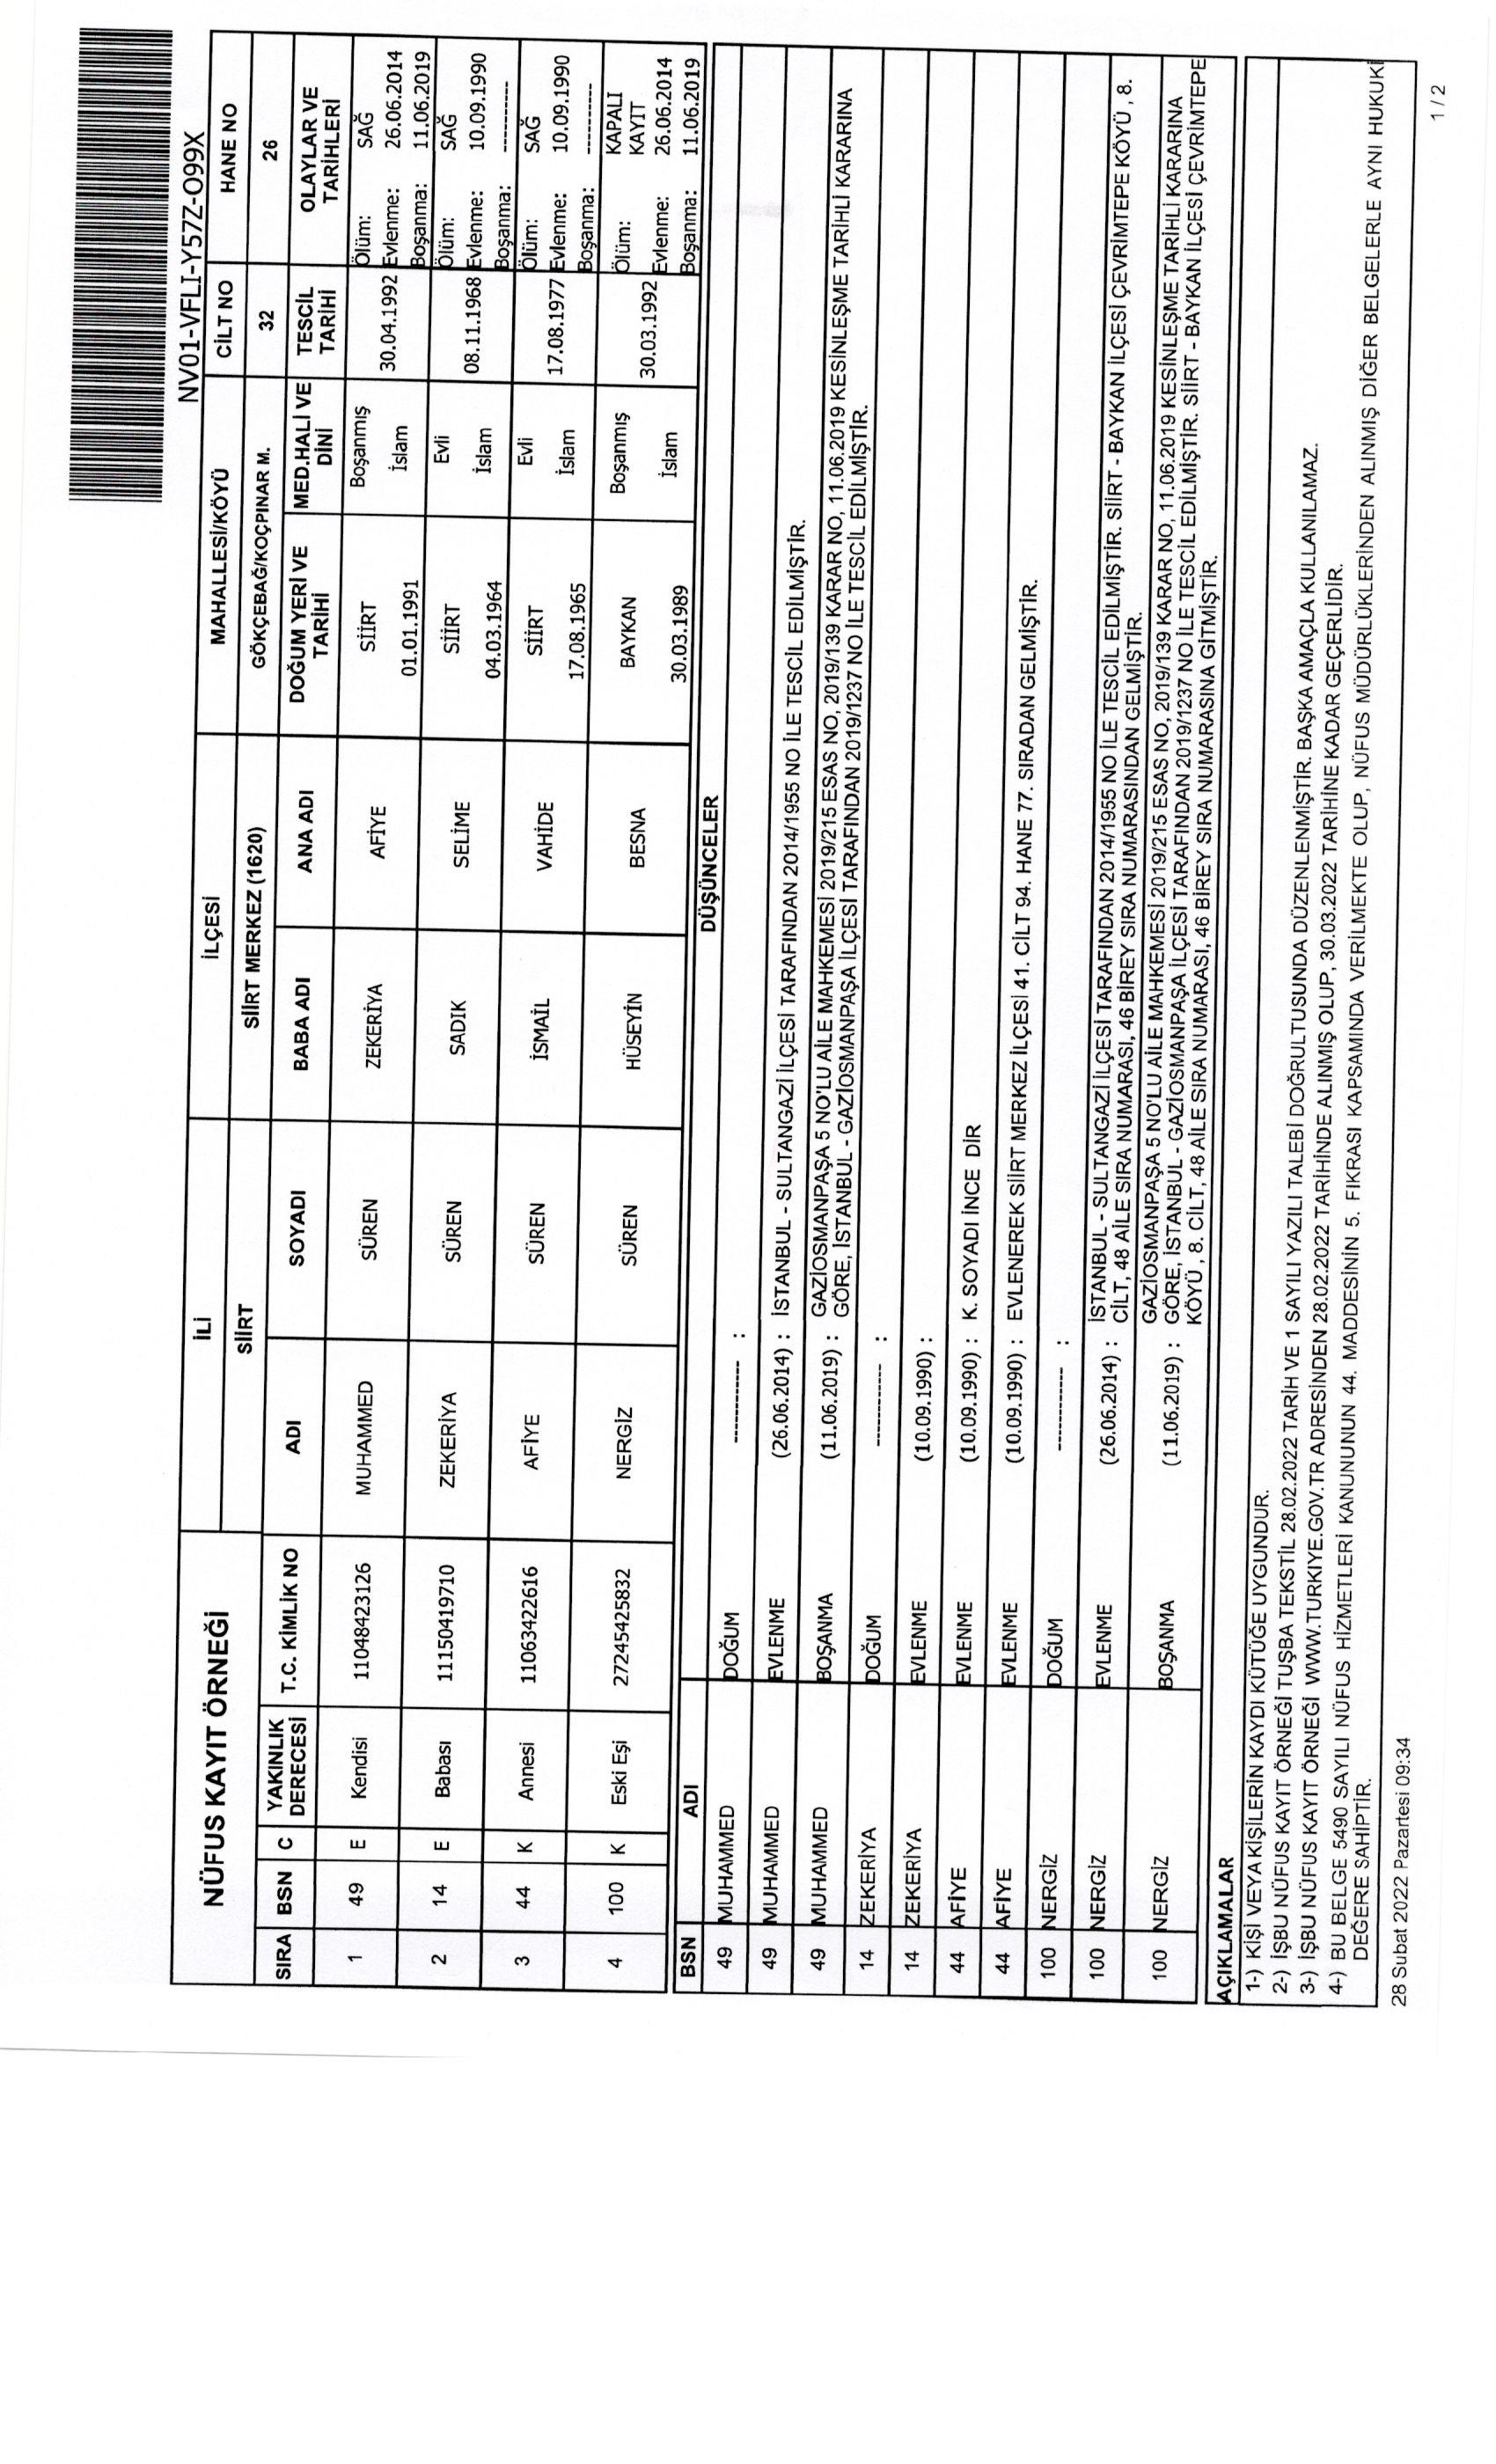 NV01-VFLI-Y57Z-O99X
NÜFUS KAYIT ÖRNEĞİ İLİ İLÇESİ MAHALLESİ/KÖYÜ CİLT NO HANE NO
SİİRT SİİRT MERKEZ (1620) GÖKÇEBAĞ/KOÇPINAR M. 32 26
SIRA BSN C YAKINLIK DERECESİ T.C. KİMLİK NO ADI SOYADI BABA ADI ANA ADI DOĞUM YERİ VE TARİHİ MED.HALİ VE DİNİ TESCİL TARİHİ OLAYLAR VE TARİHLERİ
1 49 E Kendisi 11048423126 MUHAMMED SÜREN ZEKERİYA AFİYE SİİRT 01.01.1991 Boşanmış İslam 30.04.1992 Ölüm: SAĞ Evlenme: 26.06.2014 Boşanma: 11.06.2019
2 14 E Babası 11150419710 ZEKERİYA SÜREN SADIK SELİME SİİRT 04.03.1964 Evli İslam 08.11.1968 Ölüm: SAĞ Evlenme: 10.09.1990 Boşanma: ----------
3 44 K Annesi 11063422616 AFİYE SÜREN İSMAİL VAHİDE SİİRT 17.08.1965 Evli İslam 17.08.1977 Ölüm: SAĞ Evlenme: 10.09.1990 Boşanma: ----------
4 100 K Eski Eşi 27245425832 NERGİZ SÜREN HÜSEYİN BESNA BAYKAN 30.03.1989 Boşanmış İslam 30.03.1992 Ölüm: KAPALI KAYIT Evlenme: 26.06.2014 Boşanma: 11.06.2019
BSN ADI DÜŞÜNCELER
49 MUHAMMED DOĞUM ------------ :
49 MUHAMMED EVLENME (26.06.2014) : İSTANBUL - SULTANGAZİ İLÇESİ TARAFINDAN 2014/1955 NO İLE TESCİL EDİLMİŞTİR.
49 MUHAMMED BOŞANMA (11.06.2019) : GAZİOSMANPAŞA 5 NO'LU AİLE MAHKEMESİ 2019/215 ESAS NO, 2019/139 KARAR NO, 11.06.2019 KESİNLEŞME TARİHLİ KARARINA
GÖRE, İSTANBUL - GAZİOSMANPAŞA İLÇESİ TARAFINDAN 2019/1237 NO İLE TESCİL EDİLMİŞTİR.
14 ZEKERİYA DOĞUM ------------ :
14 ZEKERİYA EVLENME (10.09.1990) :
44 AFİYE EVLENME (10.09.1990) : K. SOYADI İNCE DİR
44 AFİYE EVLENME (10.09.1990) : EVLENEREK SİİRT MERKEZ İLÇESİ 41. CİLT 94. HANE 77. SIRADAN GELMİŞTİR.
100 NERGİZ DOĞUM ------------ :
100 NERGİZ EVLENME (26.06.2014) : İSTANBUL - SULTANGAZİ İLÇESİ TARAFINDAN 2014/1955 NO İLE TESCİL EDİLMİŞTİR. SİİRT - BAYKAN İLÇESİ ÇEVRİMTEPE KÖYÜ , 8.
CİLT, 48 AİLE SIRA NUMARASI, 46 BİREY SIRA NUMARASINDAN GELMİŞTİR.
100 NERGİZ BOŞANMA (11.06.2019) : GAZİOSMANPAŞA 5 NO'LU AİLE MAHKEMESİ 2019/215 ESAS NO, 2019/139 KARAR NO, 11.06.2019 KESİNLEŞME TARİHLİ KARARINA
GÖRE, İSTANBUL - GAZİOSMANPAŞA İLÇESİ TARAFINDAN 2019/1237 NO İLE TESCİL EDİLMİŞTİR. SİİRT - BAYKAN İLÇESİ ÇEVRİMTEPE
KÖYÜ , 8. CİLT, 48 AİLE SIRA NUMARASI, 46 BİREY SIRA NUMARASINA GİTMİŞTİR.
AÇIKLAMALAR
1-) KİŞİ VEYA KİŞİLERİN KAYDI KÜTÜĞE UYGUNDUR.
2-) İŞBU NÜFUS KAYIT ÖRNEĞİ TUŞBA TEKSTİL 28.02.2022 TARİH VE 1 SAYILI YAZILI TALEBİ DOĞRULTUSUNDA DÜZENLENMİŞTİR. BAŞKA AMAÇLA KULLANILAMAZ.
3-) İŞBU NÜFUS KAYIT ÖRNEĞİ WWW.TURKIYE.GOV.TR ADRESİNDEN 28.02.2022 TARİHİNDE ALINMIŞ OLUP, 30.03.2022 TARİHİNE KADAR GEÇERLİDİR.
4-) BU BELGE 5490 SAYILI NÜFUS HİZMETLERİ KANUNUNUN 44. MADDESİNİN 5. FIKRASI KAPSAMINDA VERİLMEKTE OLUP, NÜFUS MÜDÜRLÜKLERİNDEN ALINMIŞ DİĞER BELGELERLE AYNI HUKUKİ
DEĞERE SAHİPTİR.
28 Subat 2022 Pazartesi 09:34
1 / 2